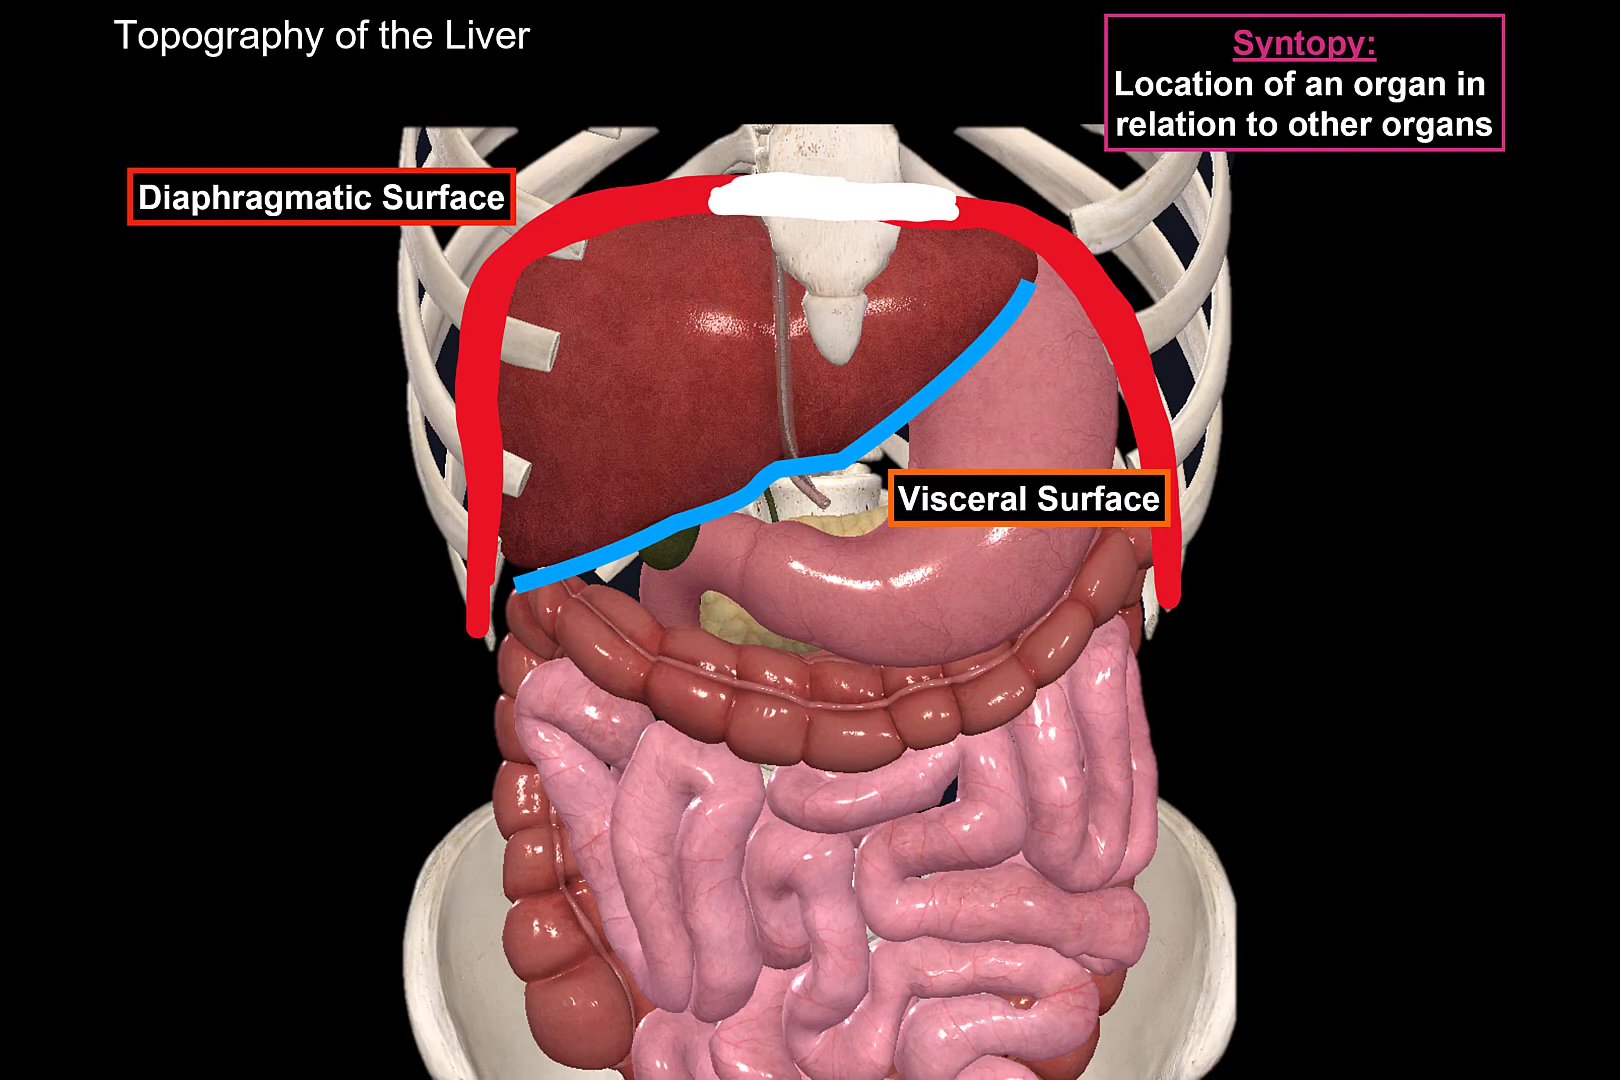 Topography of the Liver
Syntopy:
Location of an organ in
relation to other organs
Diaphragmatic Surface
Visceral Surface